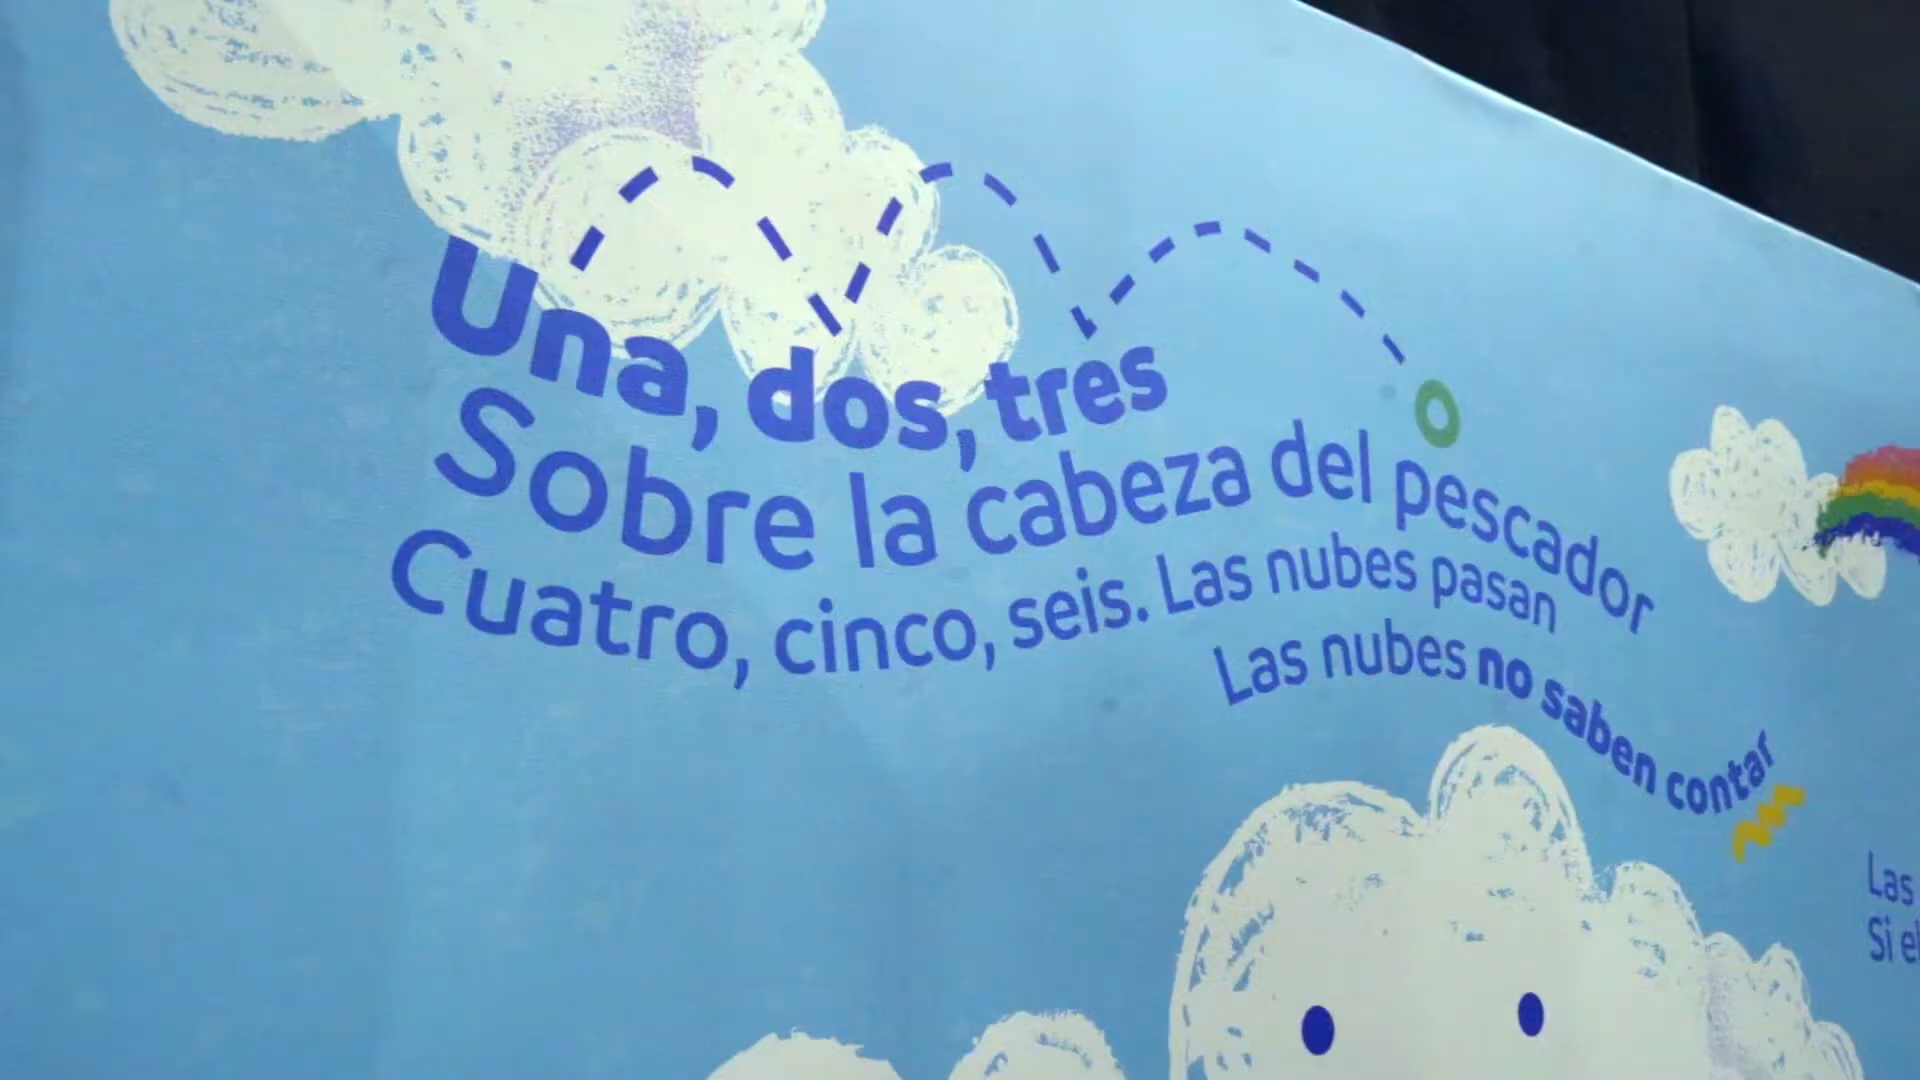 Una, dos, tres
Sobre la cabeza del pescador
Cuatro, cinco, seis. Las nubes pasan
Las nubes no saben contar
Las
Si el